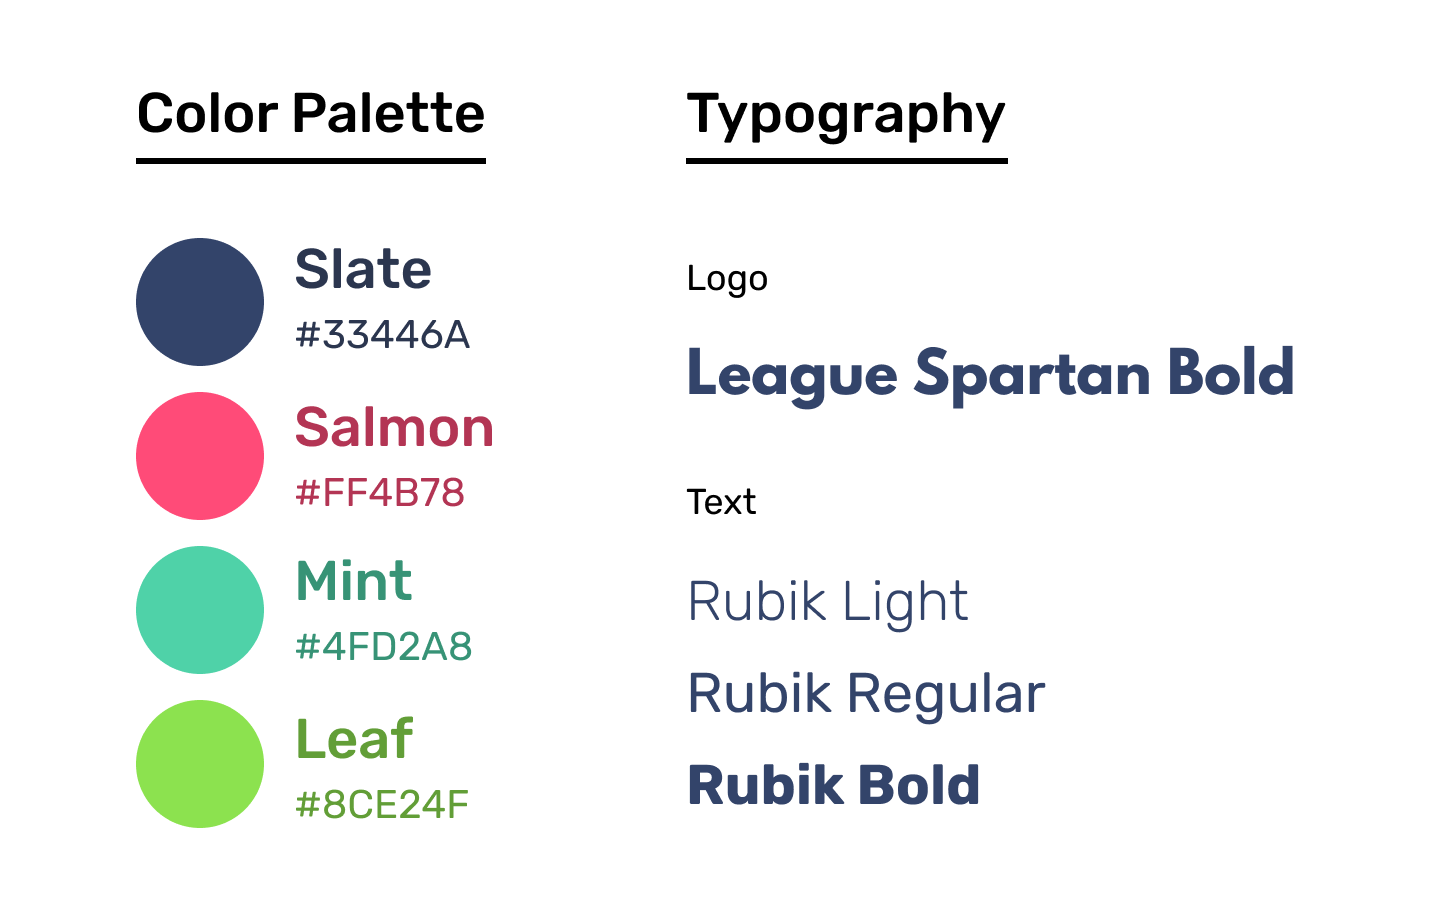 Color Palette
Slate
#33446A
Salmon
#FF4B78
Mint
#4FD2A8
Leaf
#8CE24F
Typography
Logo
League Spartan Bold
Text
Rubik Light
Rubik Regular
Rubik Bold